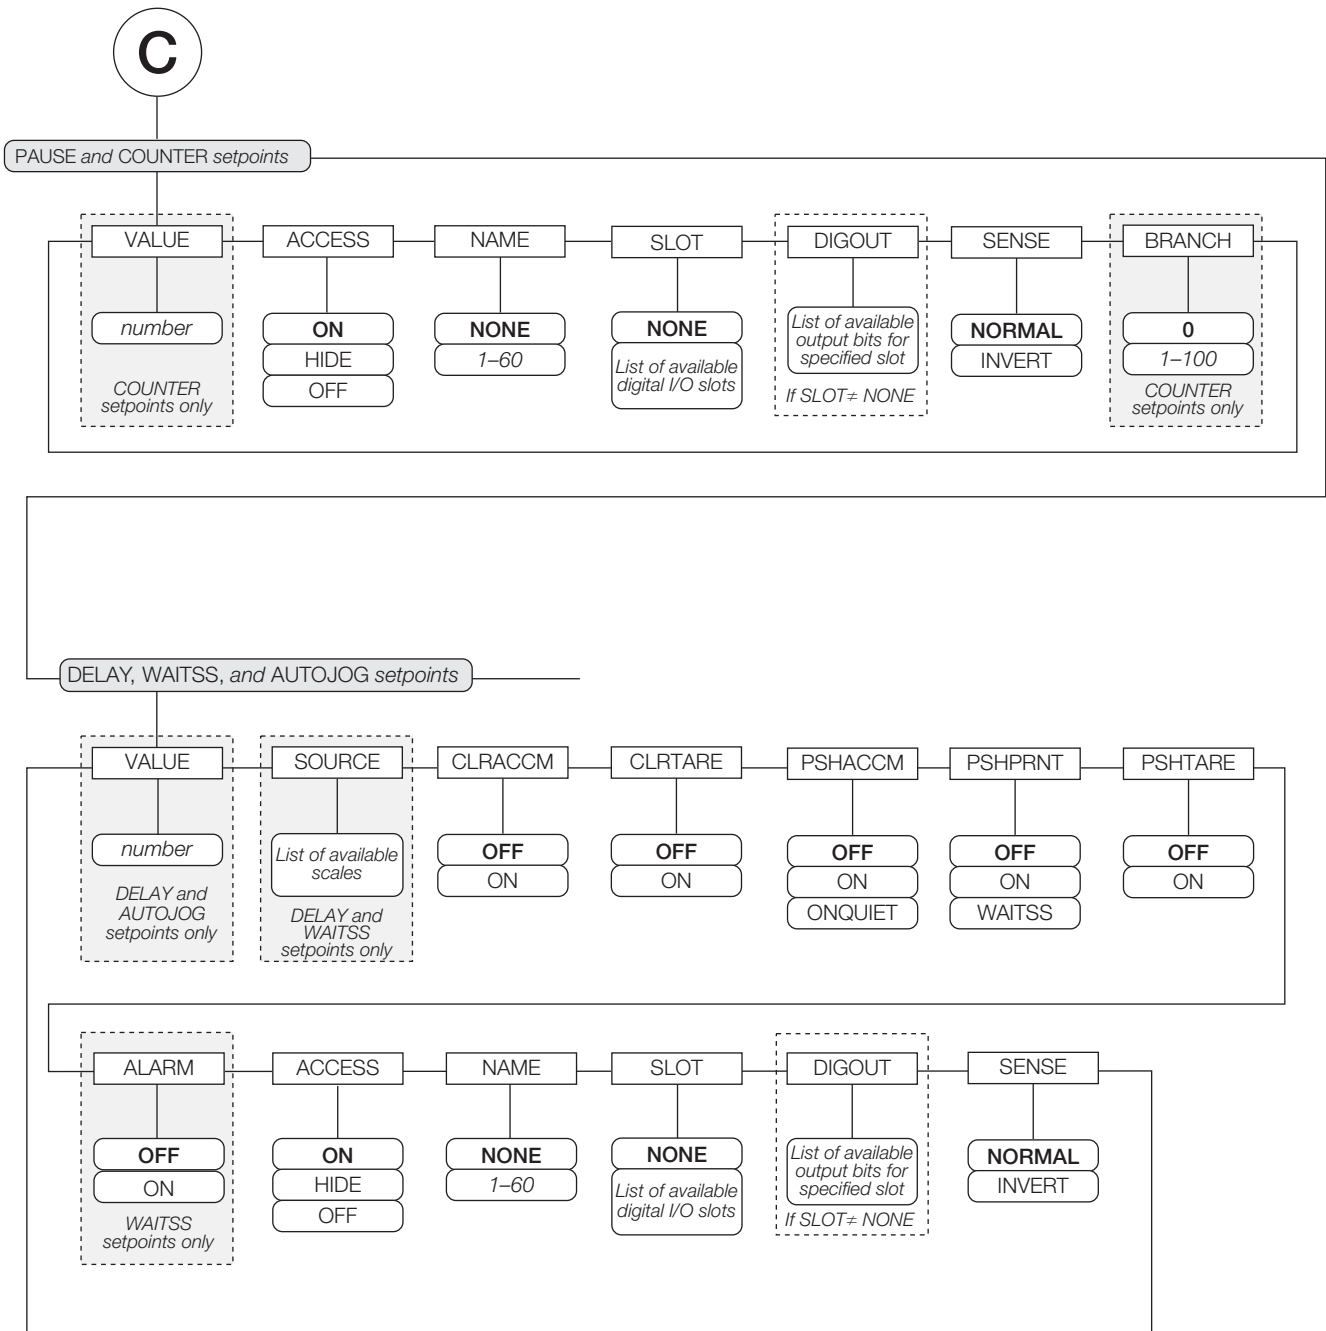 C
PAUSE and COUNTER setpoints
VALUE
ACCESS
NAME
SLOT
DIGOUT
SENSE
BRANCH
number
COUNTER
setpoints only
ON
HIDE
OFF
NONE
1–60
NONE
List of available
digital I/O slots
List of available
output bits for
specified slot
If SLOT≠ NONE
NORMAL
INVERT
0
1–100
COUNTER
setpoints only
DELAY, WAITSS, and AUTOJOG setpoints
VALUE
SOURCE
CLRACCM
CLRTARE
PSHACCM
PSHPRNT
PSHTARE
number
DELAY and
AUTOJOG
setpoints only
List of available
scales
DELAY and
WAITSS
setpoints only
OFF
ON
OFF
ON
OFF
ON
ONQUIET
OFF
ON
WAITSS
OFF
ON
ALARM
ACCESS
NAME
SLOT
DIGOUT
SENSE
OFF
ON
WAITSS
setpoints only
ON
HIDE
OFF
NONE
1–60
NONE
List of available
digital I/O slots
List of available
output bits for
specified slot
If SLOT≠ NONE
NORMAL
INVERT